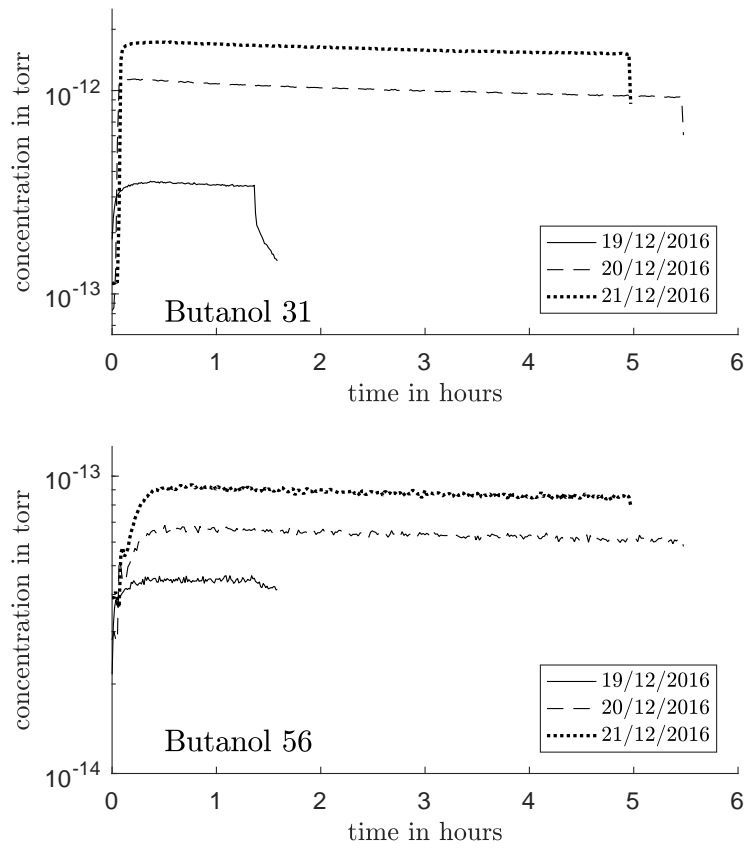 concentration in torr
10^-12
10^-13
19/12/2016
20/12/2016
21/12/2016
Butanol 31
0 1 2 3 4 5 6
time in hours
concentration in torr
10^-13
10^-14
19/12/2016
20/12/2016
21/12/2016
Butanol 56
0 1 2 3 4 5 6
time in hours